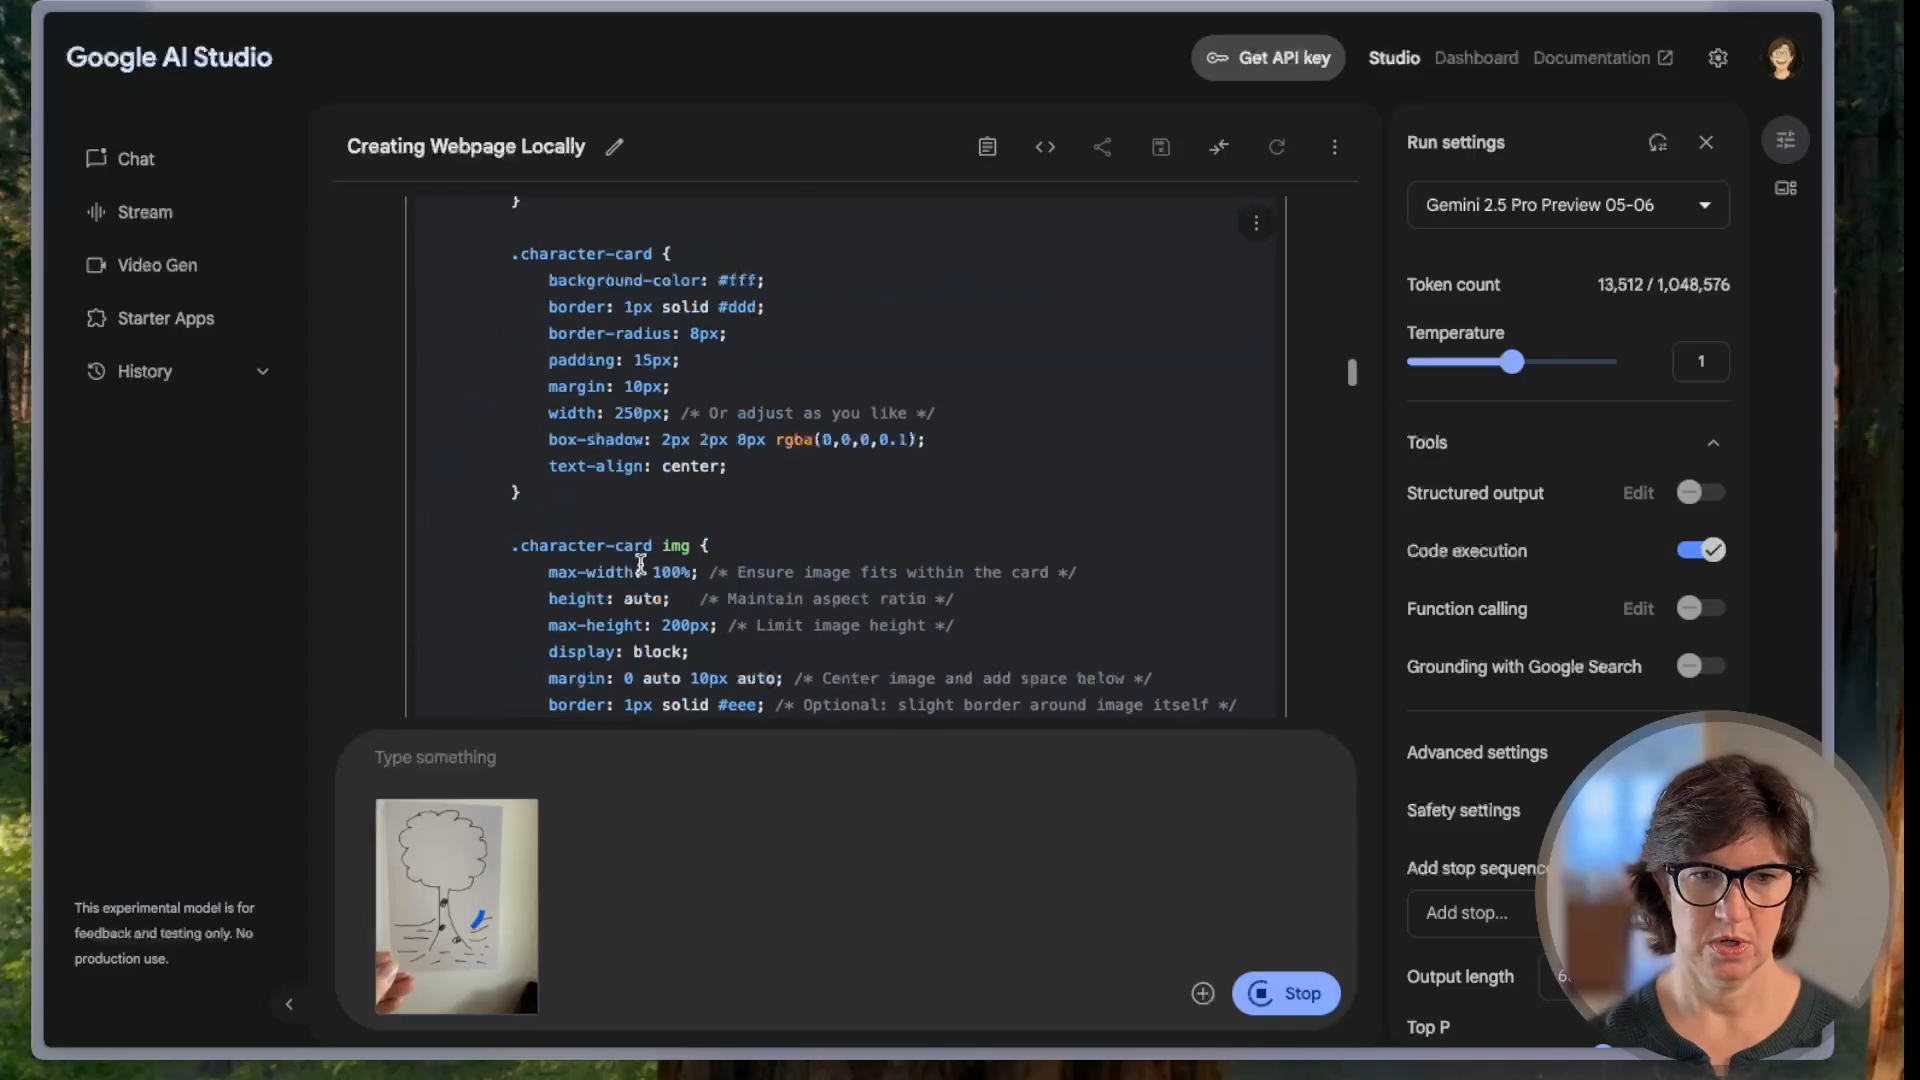 Google AI Studio
Get API key
Studio
Dashboard
Documentation
Chat
Stream
Video Gen
Starter Apps
History
This experimental model is for
feedback and testing only. No
production use.
Creating Webpage Locally
}
.character-card {
background-color: #fff;
border: 1px solid #ddd;
border-radius: 8px;
padding: 15px;
margin: 10px;
width: 250px; /* Or adjust as you like */
box-shadow: 2px 2px 8px rgba(0,0,0,0.1);
text-align: center;
}
.character-card img {
max-width: 100%; /* Ensure image fits within the card */
height: auto; /* Maintain aspect ratio */
max-height: 200px; /* Limit image height */
display: block;
margin: 0 auto 10px auto; /* Center image and add space below */
border: 1px solid #eee; /* Optional: slight border around image itself */
Type something
Stop
Run settings
Gemini 2.5 Pro Preview 05-06
Token count 13,512 / 1,048,576
Temperature
1
Tools
Structured output Edit
Code execution
Function calling Edit
Grounding with Google Search
Advanced settings
Safety settings
Add stop sequenc
Add stop...
Output length 6
Top P